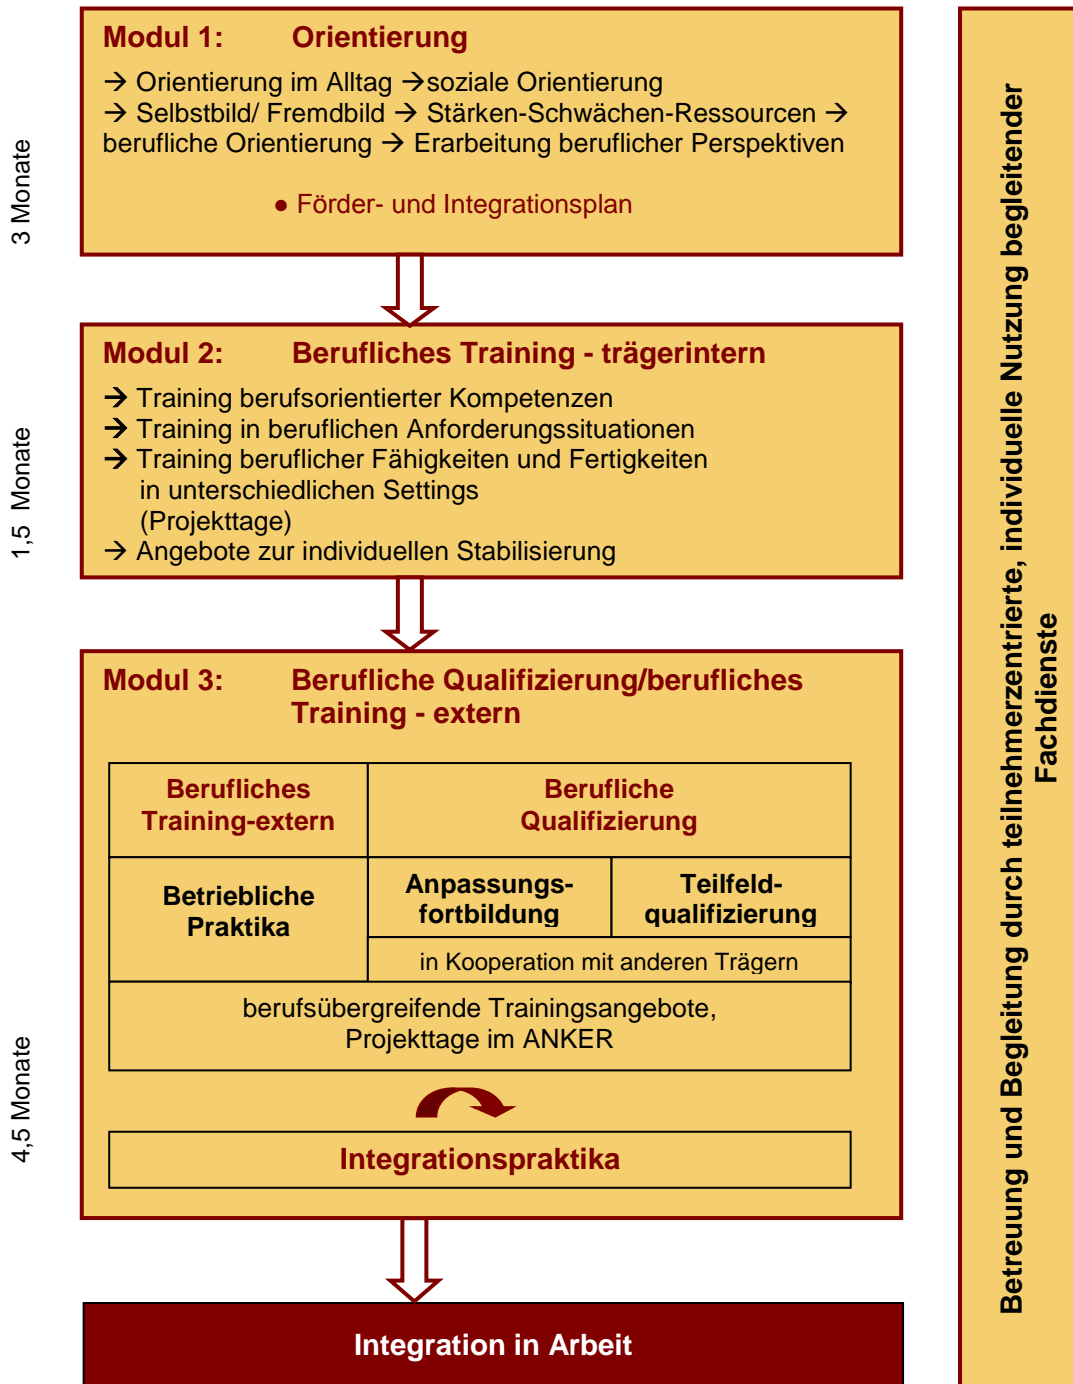 Modul 1: Orientierung
→ Orientierung im Alltag →soziale Orientierung
→ Selbstbild/ Fremdbild → Stärken-Schwächen-Ressourcen →
berufliche Orientierung → Erarbeitung beruflicher Perspektiven
● Förder- und Integrationsplan
3 Monate
Modul 2: Berufliches Training - trägerintern
→ Training berufsorientierter Kompetenzen
→ Training in beruflichen Anforderungssituationen
→ Training beruflicher Fähigkeiten und Fertigkeiten
in unterschiedlichen Settings
(Projekttage)
→ Angebote zur individuellen Stabilisierung
1,5 Monate
Modul 3: Berufliche Qualifizierung/berufliches
Training - extern
Berufliches
Training-extern
Berufliche
Qualifizierung
Betriebliche
Praktika
Anpassungs-
fortbildung
Teilfeld-
qualifizierung
in Kooperation mit anderen Trägern
berufsübergreifende Trainingsangebote,
Projekttage im ANKER
Integrationspraktika
4,5 Monate
Integration in Arbeit
Betreuung und Begleitung durch teilnehmerzentrierte, individuelle Nutzung begleitender
Fachdienste